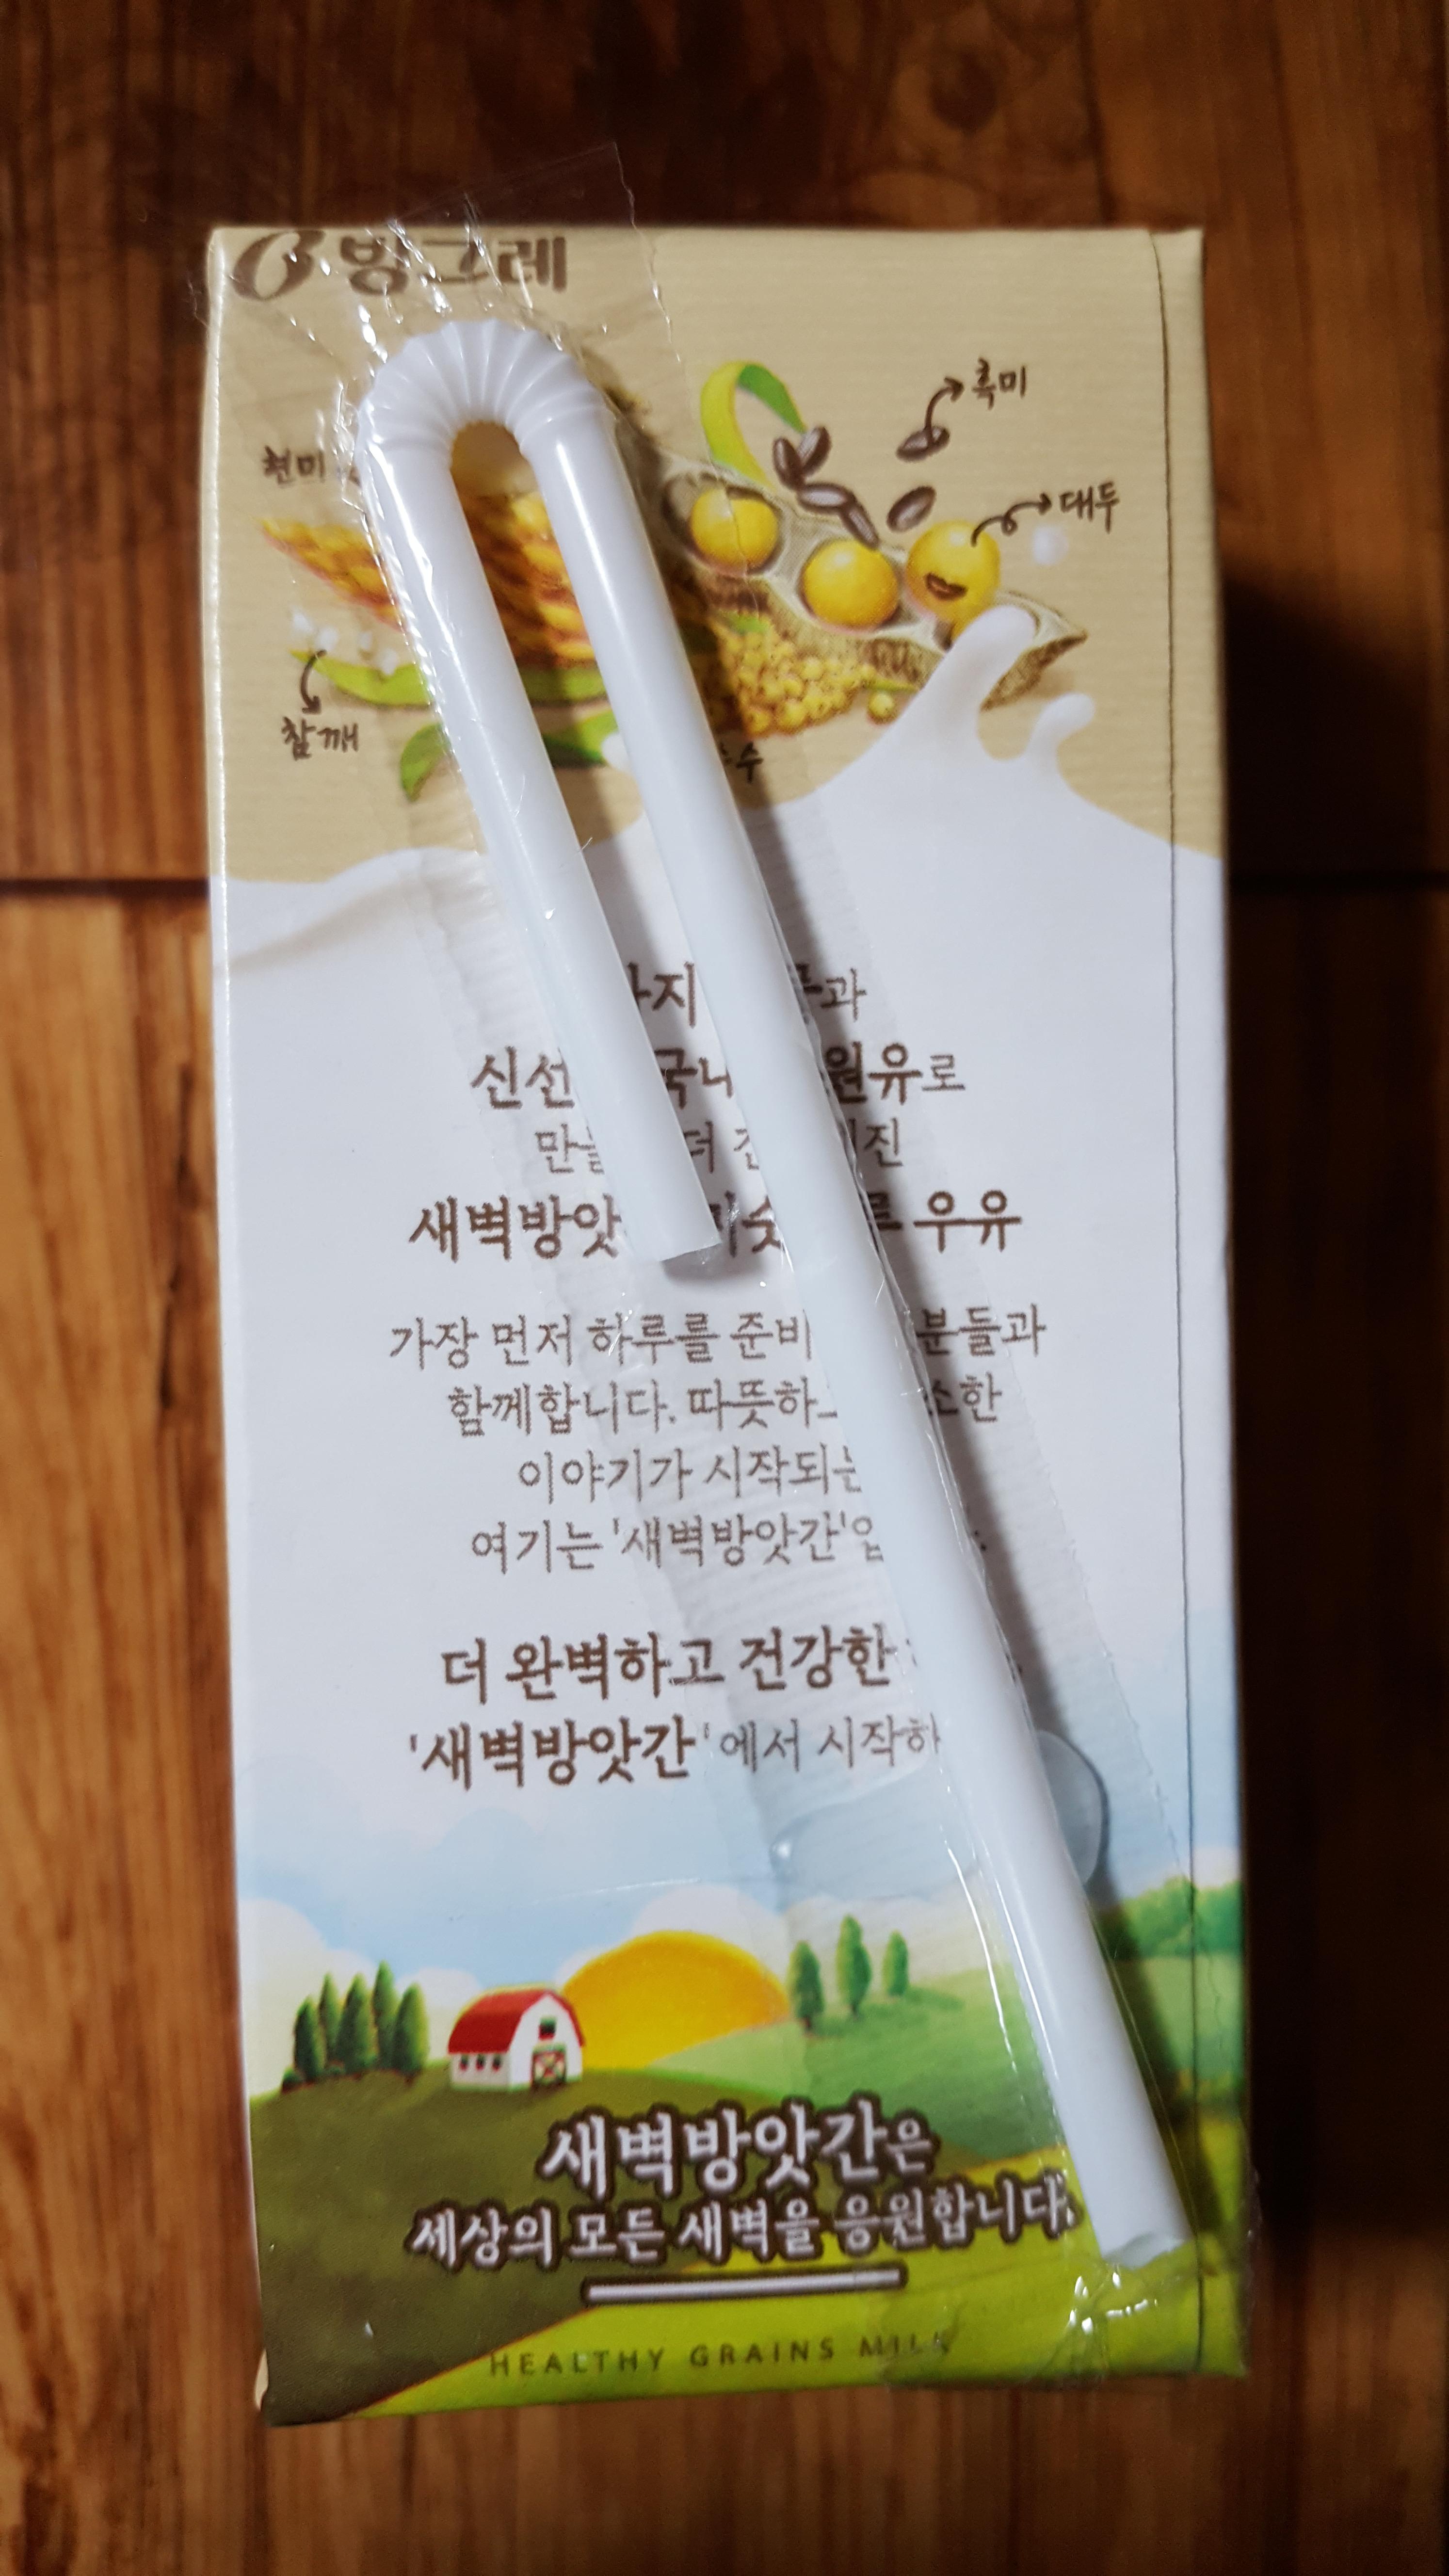 빙그레
흑미
현미
대두
참깨
신선 원유로
새벽방앗 우유
가장 먼저 하루를 준비 분들과
함께합니다. 따뜻하
이야기가 시작되는
여기는 '새벽방앗간'입
더 완벽하고 건강한
'새벽방앗간'에서 시작하
새벽방앗간은
세상의 모든 새벽을 응원합니다.
HEALTHY GRAINS MILK